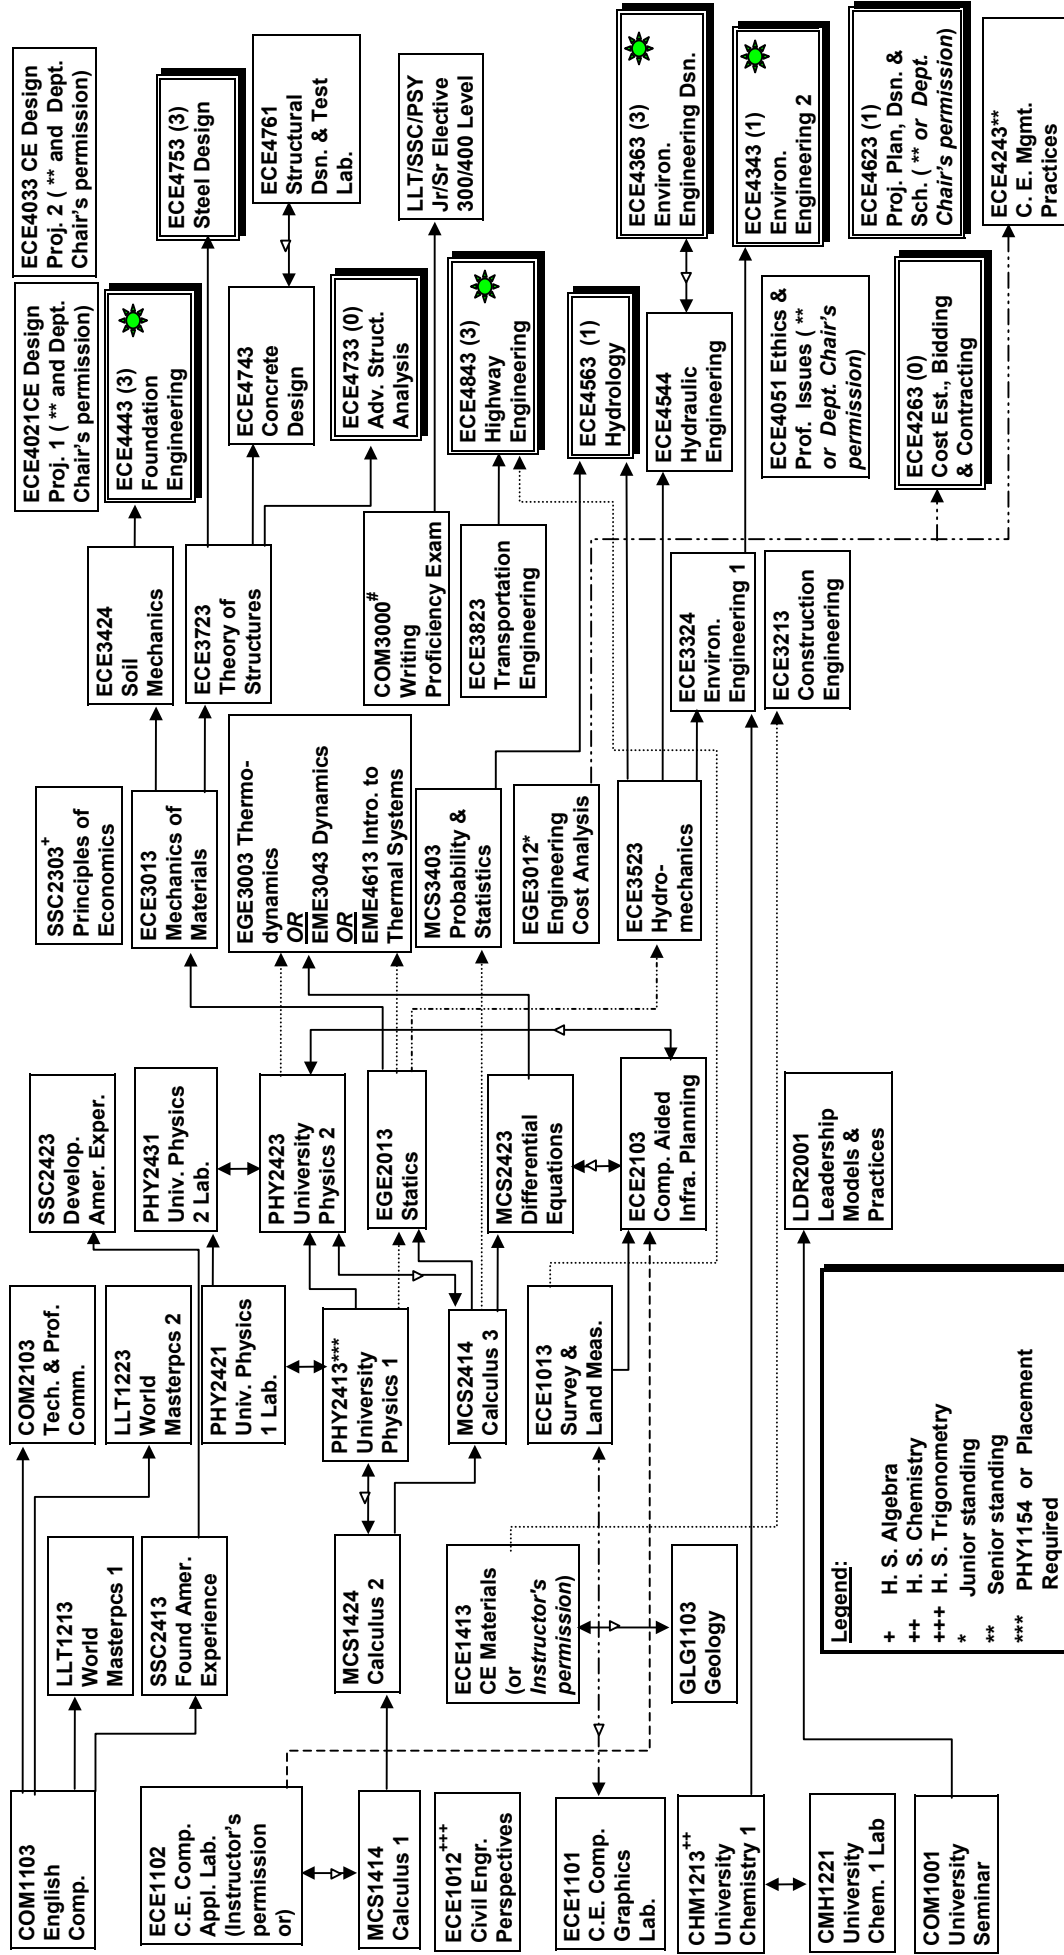 COM1103
English
Comp.
ECE1102
C.E. Comp.
Appl. Lab.
(Instructor's
permission
or)
MCS1414
Calculus 1
ECE1012+++
Civil Engr.
Perspectives
ECE1101
C.E. Comp.
Graphics
Lab.
CHM1213++
University
Chemistry 1
CMH1221
University
Chem. 1 Lab
COM1001
University
Seminar
LLT1213
World
Masterpcs 1
SSC2413
Found Amer.
Experience
MCS1424
Calculus 2
ECE1413
CE Materials
(or
Instructor's
permission)
GLG1103
Geology
COM2103
Tech. & Prof.
Comm.
LLT1223
World
Masterpcs 2
PHY2421
Univ. Physics
1 Lab.
PHY2413***
University
Physics 1
MCS2414
Calculus 3
ECE1013
Survey &
Land Meas.
SSC2423
Develop.
Amer. Exper.
PHY2431
Univ. Physics
2 Lab.
PHY2423
University
Physics 2
EGE2013
Statics
MCS2423
Differential
Equations
ECE2103
Comp. Aided
Infra. Planning
LDR2001
Leadership
Models &
Practices
SSC2303+
Principles of
Economics
ECE3013
Mechanics of
Materials
EGE3003 Thermo-
dynamics
OR
EME3043 Dynamics
OR
EME4613 Intro. to
Thermal Systems
MCS3403
Probability &
Statistics
EGE3012*
Engineering
Cost Analysis
ECE3523
Hydro-
mechanics
ECE3424
Soil
Mechanics
ECE3723
Theory of
Structures
COM3000#
Writing
Proficiency Exam
ECE3823
Transportation
Engineering
ECE3324
Environ.
Engineering 1
ECE3213
Construction
Engineering
ECE4021CE Design
Proj. 1 ( ** and Dept.
Chair's permission)
ECE4443 (3)
Foundation
Engineering
ECE4743
Concrete
Design
ECE4733 (0)
Adv. Struct.
Analysis
ECE4843 (3)
Highway
Engineering
ECE4563 (1)
Hydrology
ECE4544
Hydraulic
Engineering
ECE4051 Ethics &
Prof. Issues ( **
or Dept. Chair's
permission)
ECE4263 (0)
Cost Est., Bidding
& Contracting
ECE4033 CE Design
Proj. 2 ( ** and Dept.
Chair's permission)
ECE4753 (3)
Steel Design
ECE4761
Structural
Dsn. & Test
Lab.
LLT/SSC/PSY
Jr/Sr Elective
300/400 Level
ECE4363 (3)
Environ.
Engineering Dsn.
ECE4343 (1)
Environ.
Engineering 2
ECE4623 (1)
Proj. Plan, Dsn. &
Sch. ( ** or Dept.
Chair's permission)
ECE4243**
C. E. Mgmt.
Practices
Legend:
+ H. S. Algebra
++ H. S. Chemistry
+++ H. S. Trigonometry
* Junior standing
** Senior standing
*** PHY1154 or Placement
Required